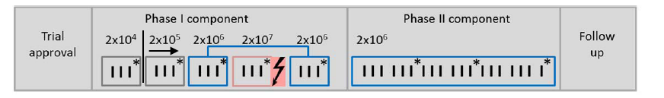 Trial approval
Phase I component
2x10⁴ 2x10⁵ 2x10⁶ 2x10⁷ 2x10⁶
* * * * *
Phase II component
2x10⁶
* * *
Follow up